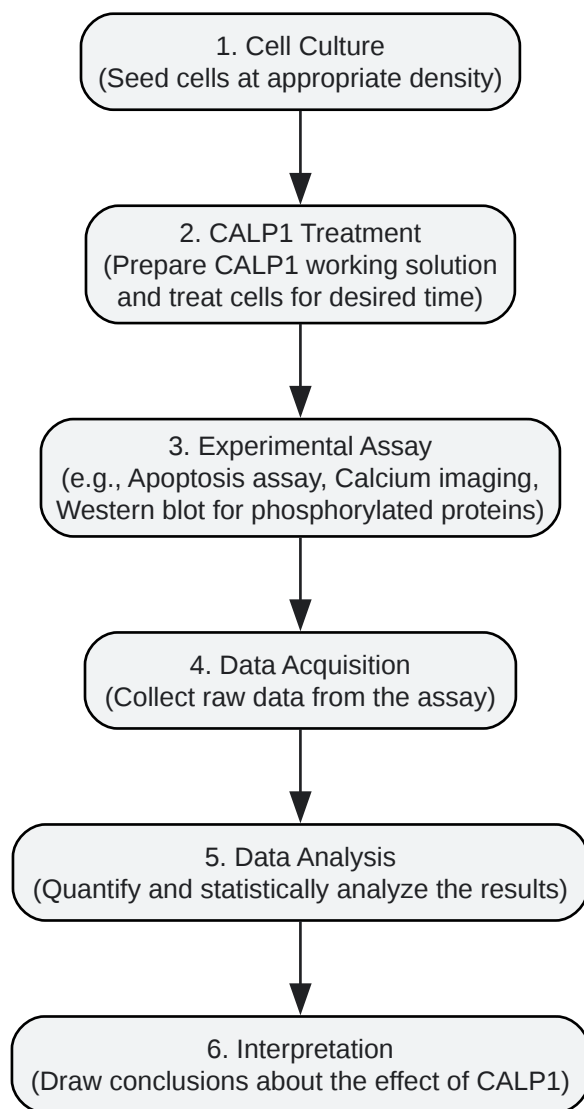 1. Cell Culture
(Seed cells at appropriate density)
2. CALP1 Treatment
(Prepare CALP1 working solution
and treat cells for desired time)
3. Experimental Assay
(e.g., Apoptosis assay, Calcium imaging,
Western blot for phosphorylated proteins)
4. Data Acquisition
(Collect raw data from the assay)
5. Data Analysis
(Quantify and statistically analyze the results)
6. Interpretation
(Draw conclusions about the effect of CALP1)